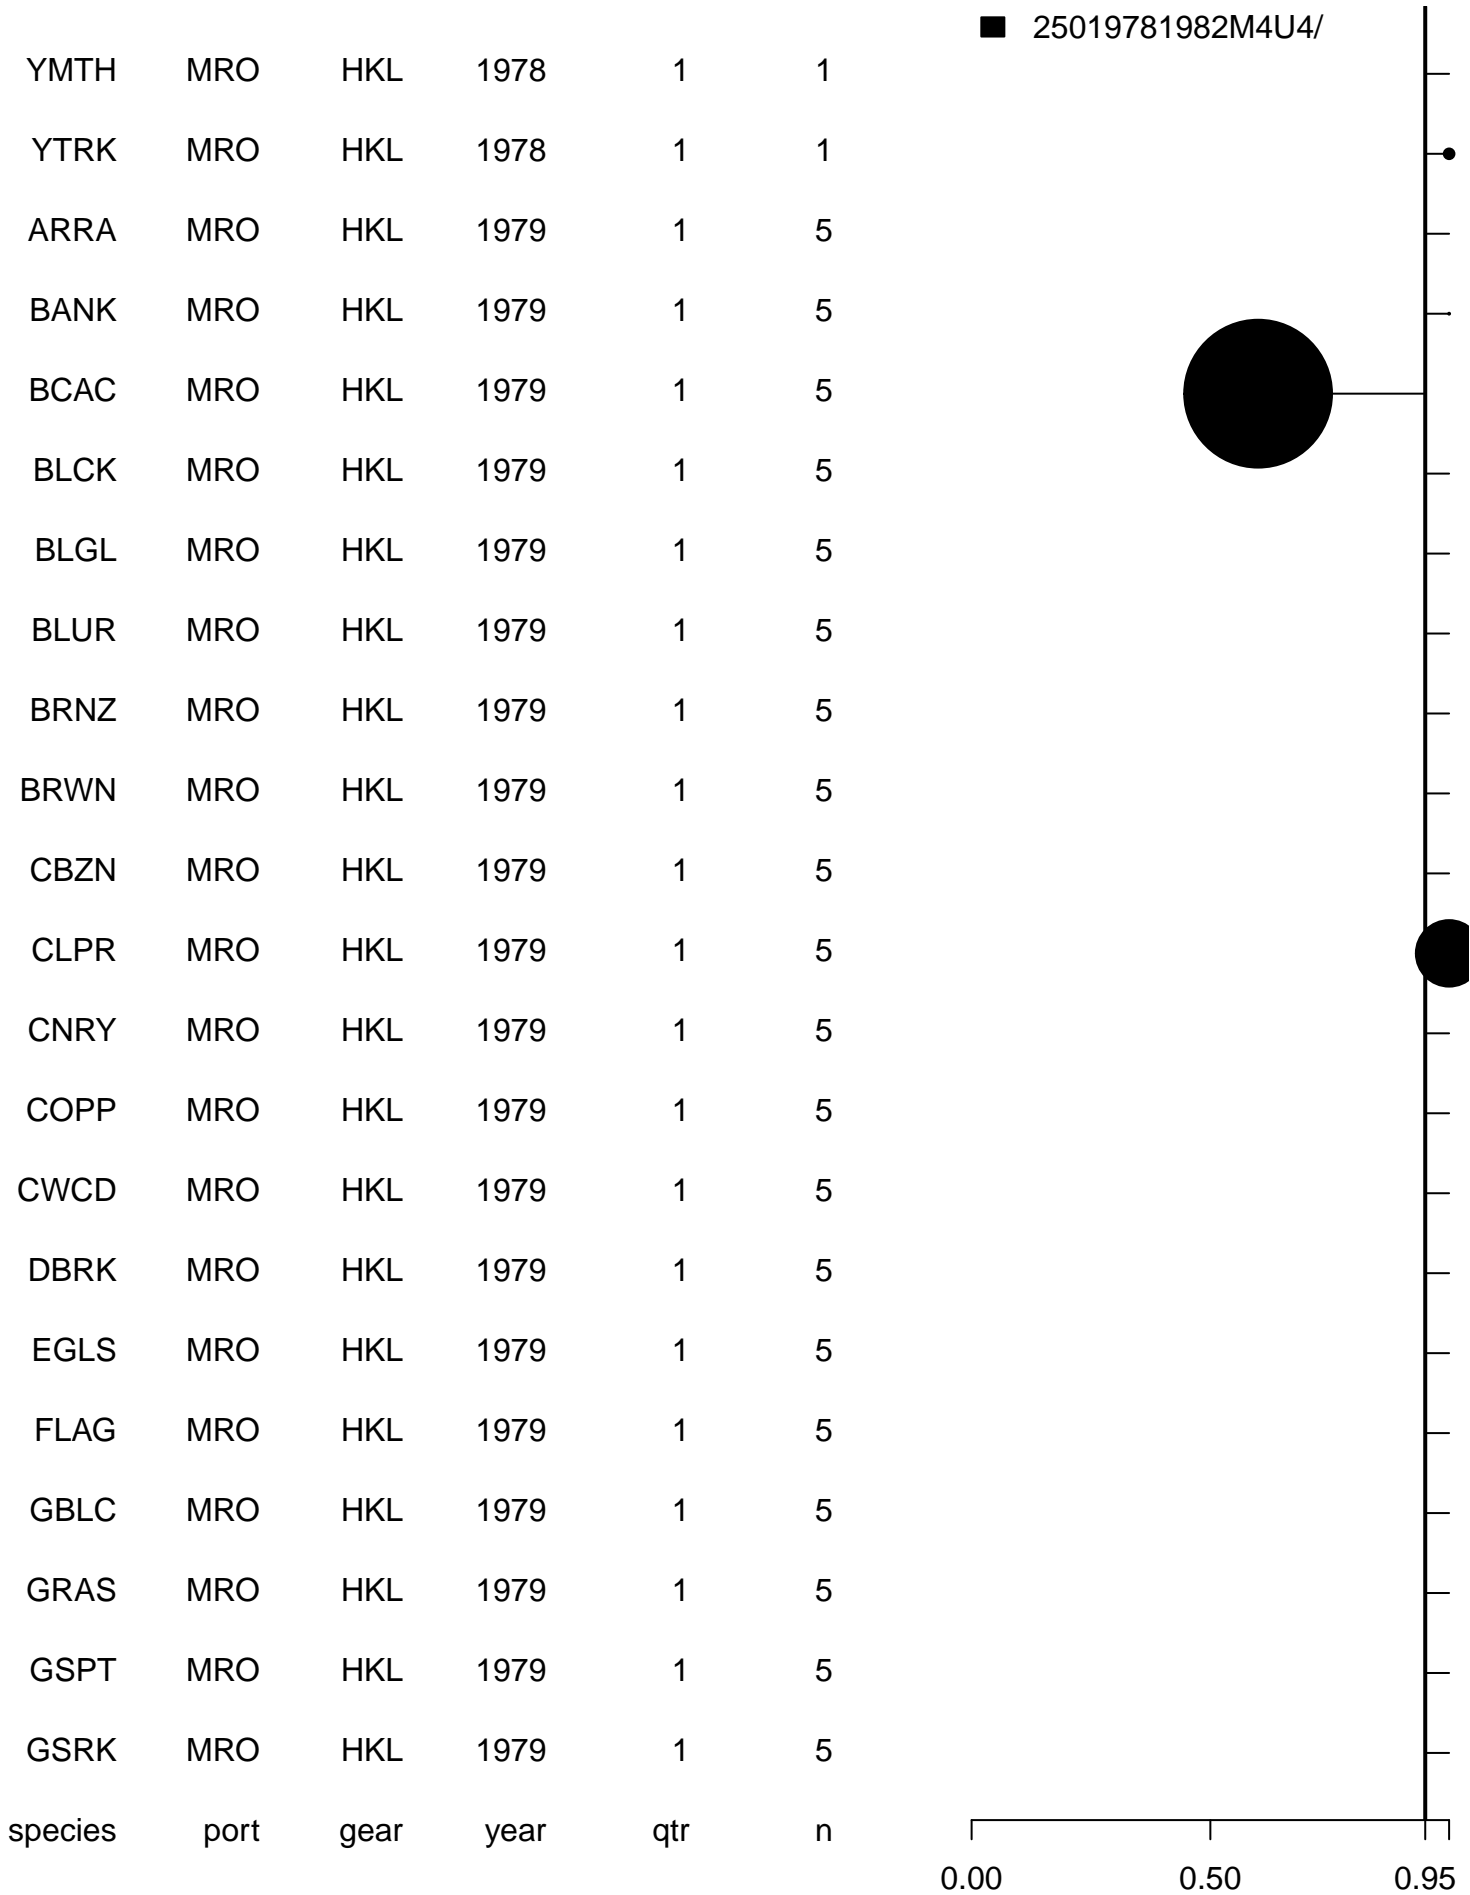 25019781982M4U4/
YMTH MRO HKL 1978 1 1
YTRK MRO HKL 1978 1 1
ARRA MRO HKL 1979 1 5
BANK MRO HKL 1979 1 5
BCAC MRO HKL 1979 1 5
BLCK MRO HKL 1979 1 5
BLGL MRO HKL 1979 1 5
BLUR MRO HKL 1979 1 5
BRNZ MRO HKL 1979 1 5
BRWN MRO HKL 1979 1 5
CBZN MRO HKL 1979 1 5
CLPR MRO HKL 1979 1 5
CNRY MRO HKL 1979 1 5
COPP MRO HKL 1979 1 5
CWCD MRO HKL 1979 1 5
DBRK MRO HKL 1979 1 5
EGLS MRO HKL 1979 1 5
FLAG MRO HKL 1979 1 5
GBLC MRO HKL 1979 1 5
GRAS MRO HKL 1979 1 5
GSPT MRO HKL 1979 1 5
GSRK MRO HKL 1979 1 5
species port gear year qtr n
0.00 0.50 0.95